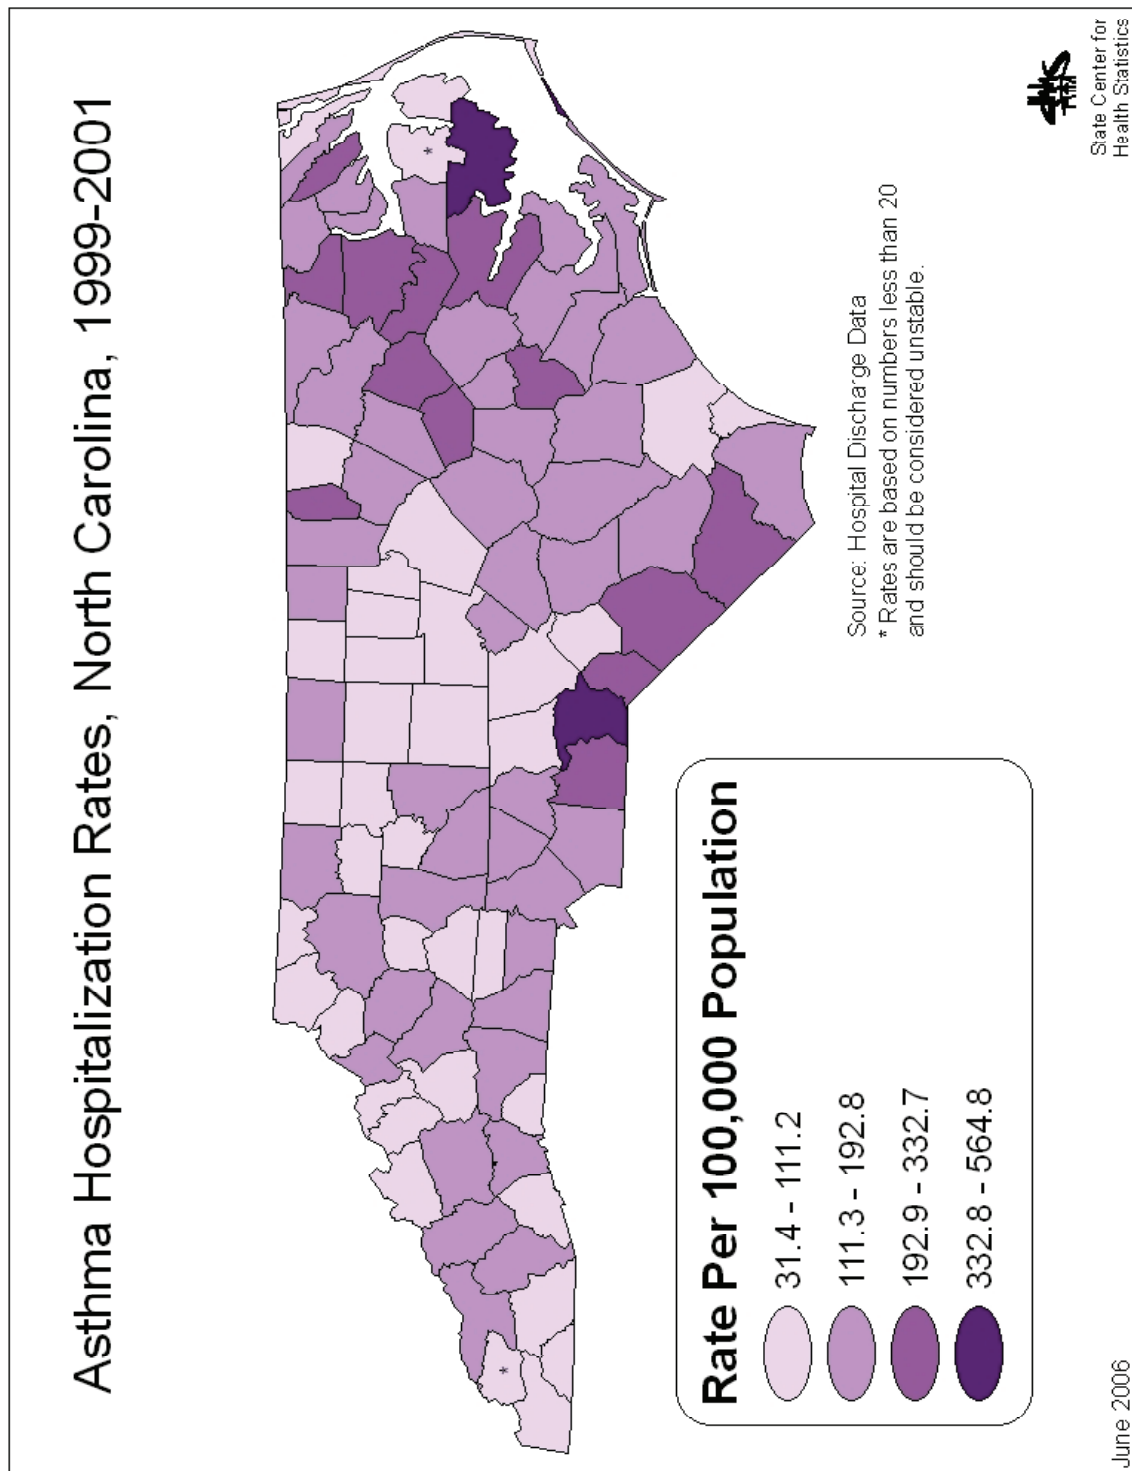 Asthma Hospitalization Rates, North Carolina, 1999-2001
*
*
Rate Per 100,000 Population
31.4 - 111.2
111.3 - 192.8
192.9 - 332.7
332.8 - 564.8
Source: Hospital Discharge Data
* Rates are based on numbers less than 20
and should be considered unstable.
June 2006
State Center for
Health Statistics